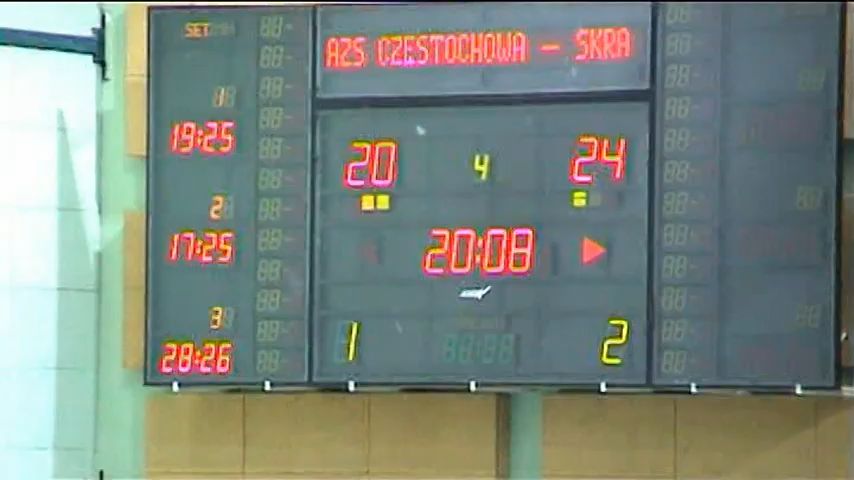 AZS CZESTOCHOWA - SKRA
SET
1
19:25
2
17:25
3
28:26
20 4 24
20:08
1 2